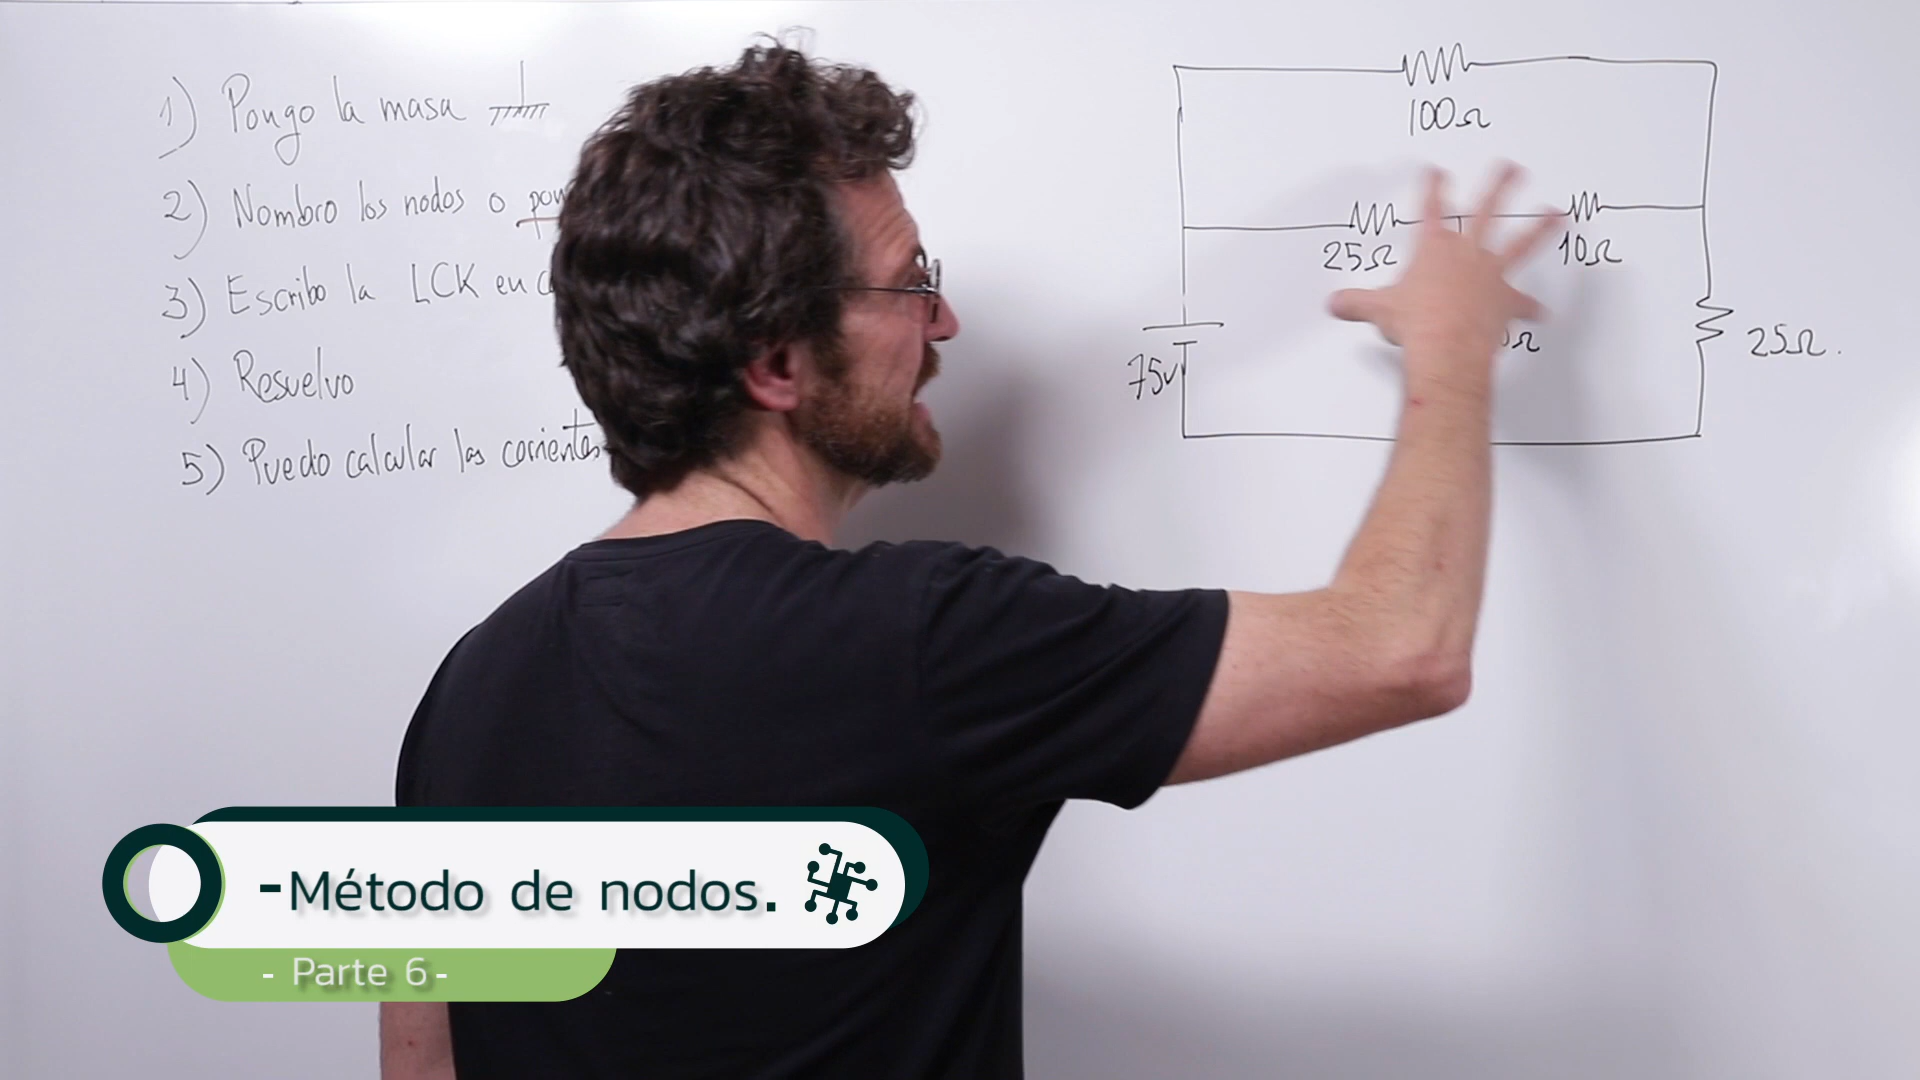 1) Pongo la masa
2) Nombro los nodos o
3) Escribo la LCK en
4) Resuelvo
5) Puedo calcular las corrientes
100Ω
25Ω
10Ω
Ω
25Ω.
75V
-Método de nodos.
- Parte 6-